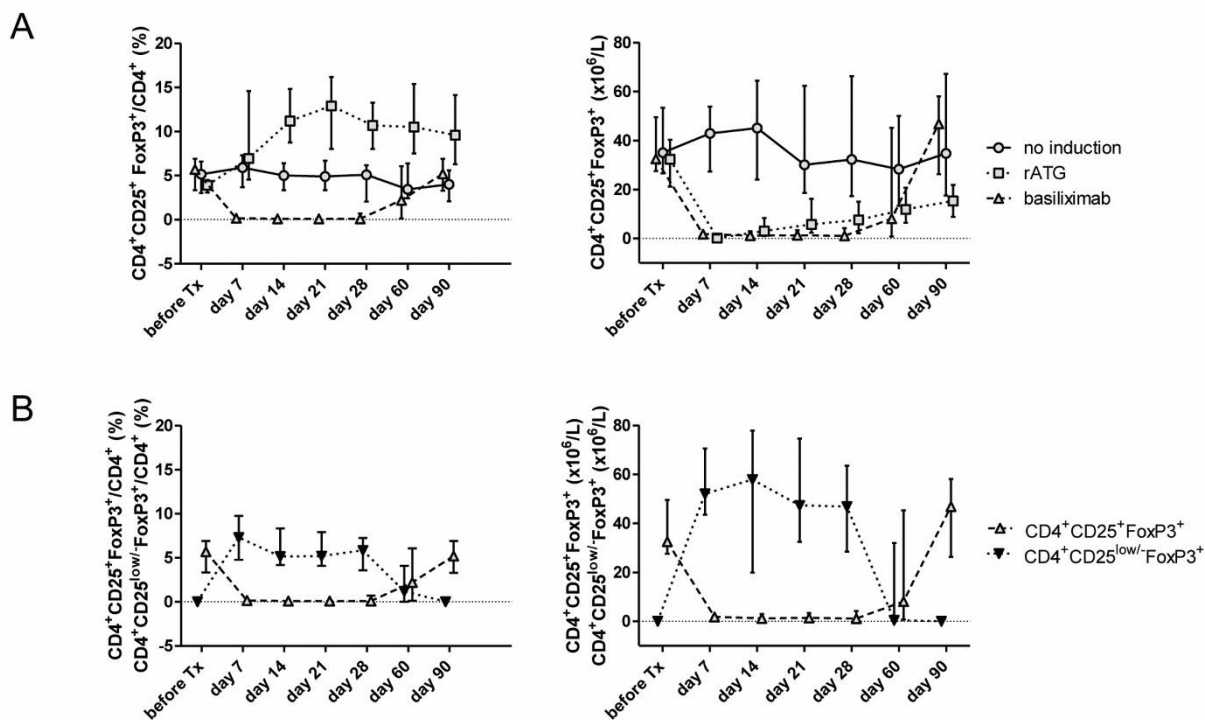 A
CD4⁺CD25⁺ FoxP3⁺/CD4⁺ (%)
20
15
10
5
0
-5
before Tx
day 7
day 14
day 21
day 28
day 60
day 90
CD4⁺CD25⁺FoxP3⁺ (x10⁶/L)
80
60
40
20
0
before Tx
day 7
day 14
day 21
day 28
day 60
day 90
no induction
rATG
basiliximab
B
CD4⁺CD25⁺FoxP3⁺/CD4⁺ (%)
CD4⁺CD25ˡᵒʷ/⁻FoxP3⁺/CD4⁺ (%)
20
15
10
5
0
-5
before Tx
day 7
day 14
day 21
day 28
day 60
day 90
CD4⁺CD25⁺FoxP3⁺ (x10⁶/L)
CD4⁺CD25ˡᵒʷ/⁻FoxP3⁺ (x10⁶/L)
80
60
40
20
0
before Tx
day 7
day 14
day 21
day 28
day 60
day 90
CD4⁺CD25⁺FoxP3⁺
CD4⁺CD25ˡᵒʷ/⁻FoxP3⁺